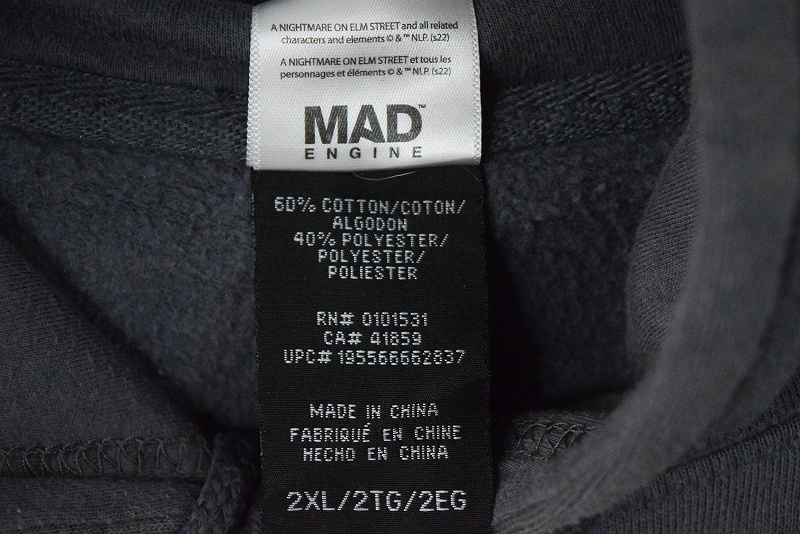 A NIGHTMARE ON ELM STREET and all related
characters and elements © & ™ NLP. (s22)
A NIGHTMARE ON ELM STREET et tous les
personnages et éléments © & ™ NLP. (s22)
MAD™
ENGINE
60% COTTON/COTON/
ALGODON
40% POLYESTER/
POLYESTER/
POLIESTER
RN# 0101531
CA# 41859
UPC# 195566662837
MADE IN CHINA
FABRIQUÉ EN CHINE
HECHO EN CHINA
2XL/2TG/2EG